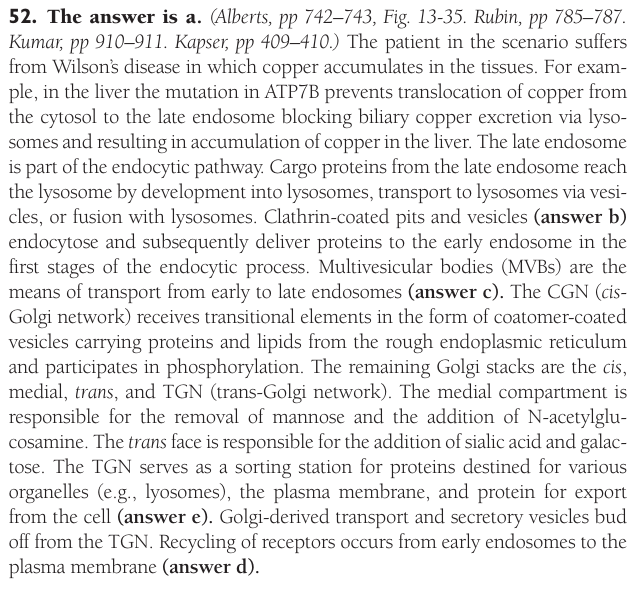 52. The answer is a. (Alberts, pp 742–743, Fig. 13-35. Rubin, pp 785–787.
Kumar, pp 910–911. Kapser, pp 409–410.) The patient in the scenario suffers
from Wilson’s disease in which copper accumulates in the tissues. For exam-
ple, in the liver the mutation in ATP7B prevents translocation of copper from
the cytosol to the late endosome blocking biliary copper excretion via lyso-
somes and resulting in accumulation of copper in the liver. The late endosome
is part of the endocytic pathway. Cargo proteins from the late endosome reach
the lysosome by development into lysosomes, transport to lysosomes via vesi-
cles, or fusion with lysosomes. Clathrin-coated pits and vesicles (answer b)
endocytose and subsequently deliver proteins to the early endosome in the
first stages of the endocytic process. Multivesicular bodies (MVBs) are the
means of transport from early to late endosomes (answer c). The CGN (cis-
Golgi network) receives transitional elements in the form of coatomer-coated
vesicles carrying proteins and lipids from the rough endoplasmic reticulum
and participates in phosphorylation. The remaining Golgi stacks are the cis,
medial, trans, and TGN (trans-Golgi network). The medial compartment is
responsible for the removal of mannose and the addition of N-acetylglu-
cosamine. The trans face is responsible for the addition of sialic acid and galac-
tose. The TGN serves as a sorting station for proteins destined for various
organelles (e.g., lyosomes), the plasma membrane, and protein for export
from the cell (answer e). Golgi-derived transport and secretory vesicles bud
off from the TGN. Recycling of receptors occurs from early endosomes to the
plasma membrane (answer d).